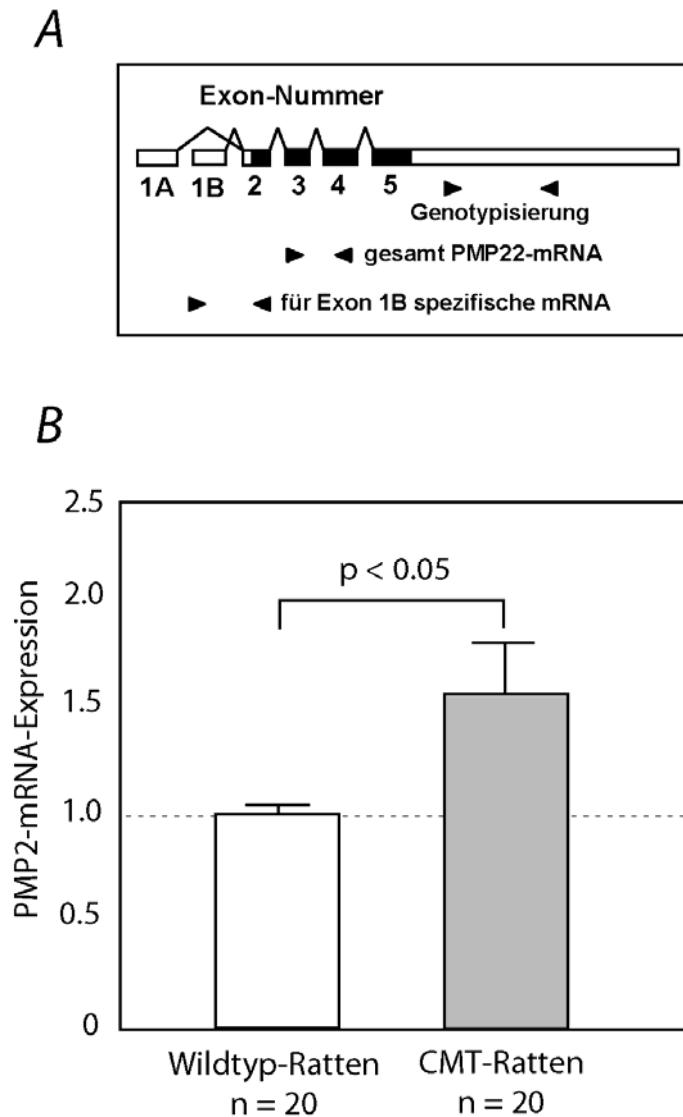 A
Exon-Nummer
1A 1B 2 3 4 5
Genotypisierung
gesamt PMP22-mRNA
für Exon 1B spezifische mRNA
B
PMP2-mRNA-Expression
2.5
2.0
1.5
1.0
0.5
0
p < 0.05
Wildtyp-Ratten
n = 20
CMT-Ratten
n = 20